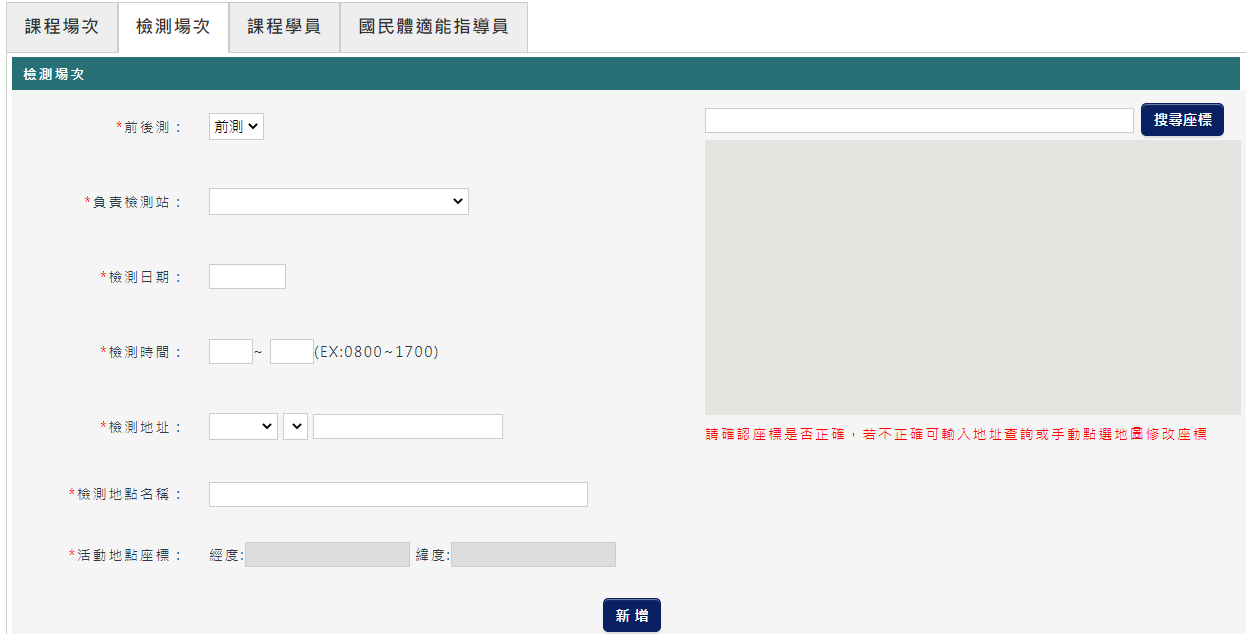 課程場次 檢測場次 課程學員 國民體適能指導員
檢測場次
*前後測： 前測
搜尋座標
*負責檢測站：
*檢測日期：
*檢測時間： ~ (EX:0800~1700)
*檢測地址：
請確認座標是否正確，若不正確可輸入地址查詢或手動點選地圖修改座標
*檢測地點名稱：
*活動地點座標： 經度: 緯度:
新增